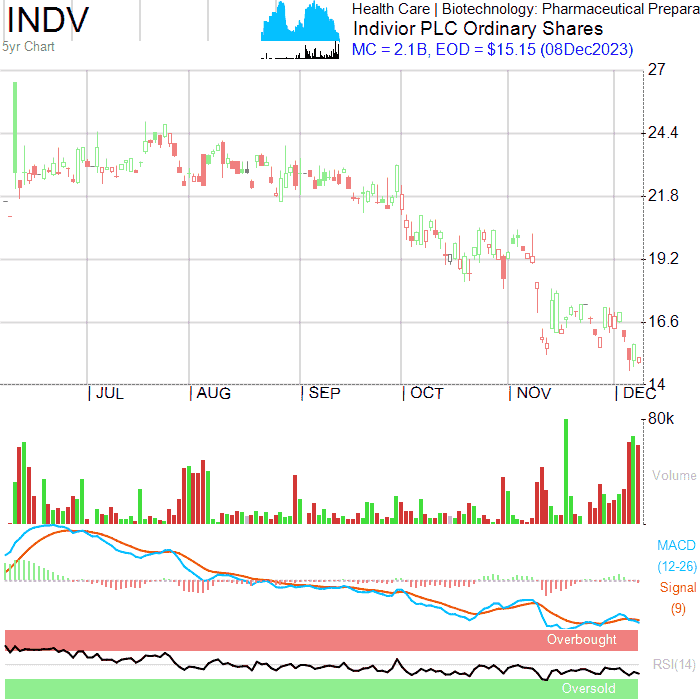 INDV
5yr Chart
Health Care | Biotechnology: Pharmaceutical Prepara
Indivior PLC Ordinary Shares
MC = 2.1B, EOD = $15.15 (08Dec2023)
27
24.4
21.8
19.2
16.6
14
JUL AUG SEP OCT NOV DEC
80k
Volume
MACD
(12-26)
Signal
(9)
Overbought
RSI(14)
Oversold